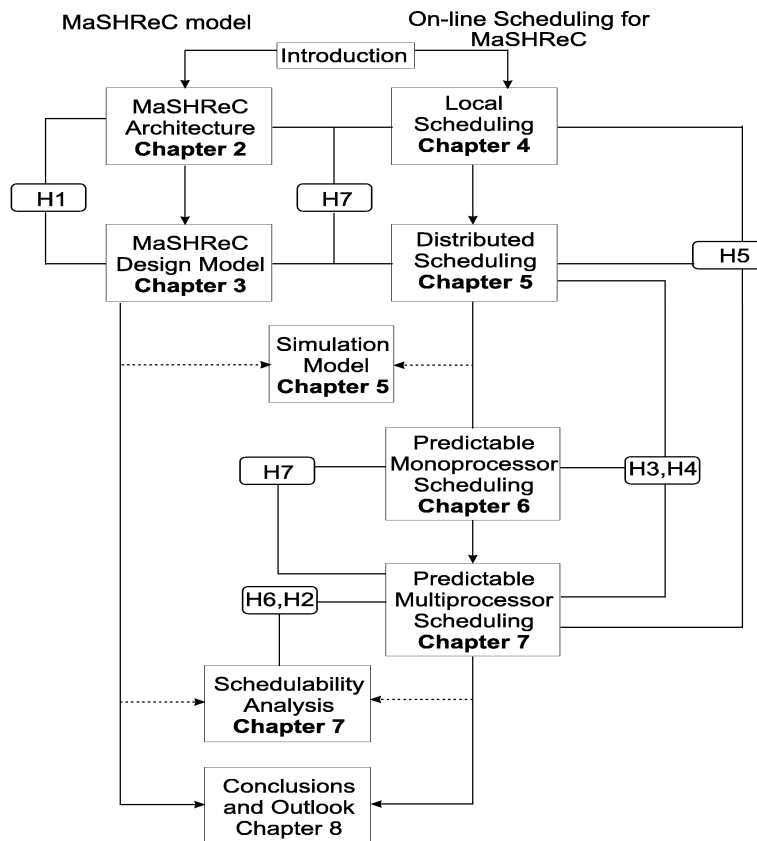 MaSHReC model
On-line Scheduling for
MaSHReC
Introduction
MaSHReC
Architecture
Chapter 2
Local
Scheduling
Chapter 4
H1
H7
MaSHReC
Design Model
Chapter 3
Distributed
Scheduling
Chapter 5
H5
Simulation
Model
Chapter 5
Predictable
Monoprocessor
Scheduling
Chapter 6
H7
H3,H4
Predictable
Multiprocessor
Scheduling
Chapter 7
H6,H2
Schedulability
Analysis
Chapter 7
Conclusions
and Outlook
Chapter 8